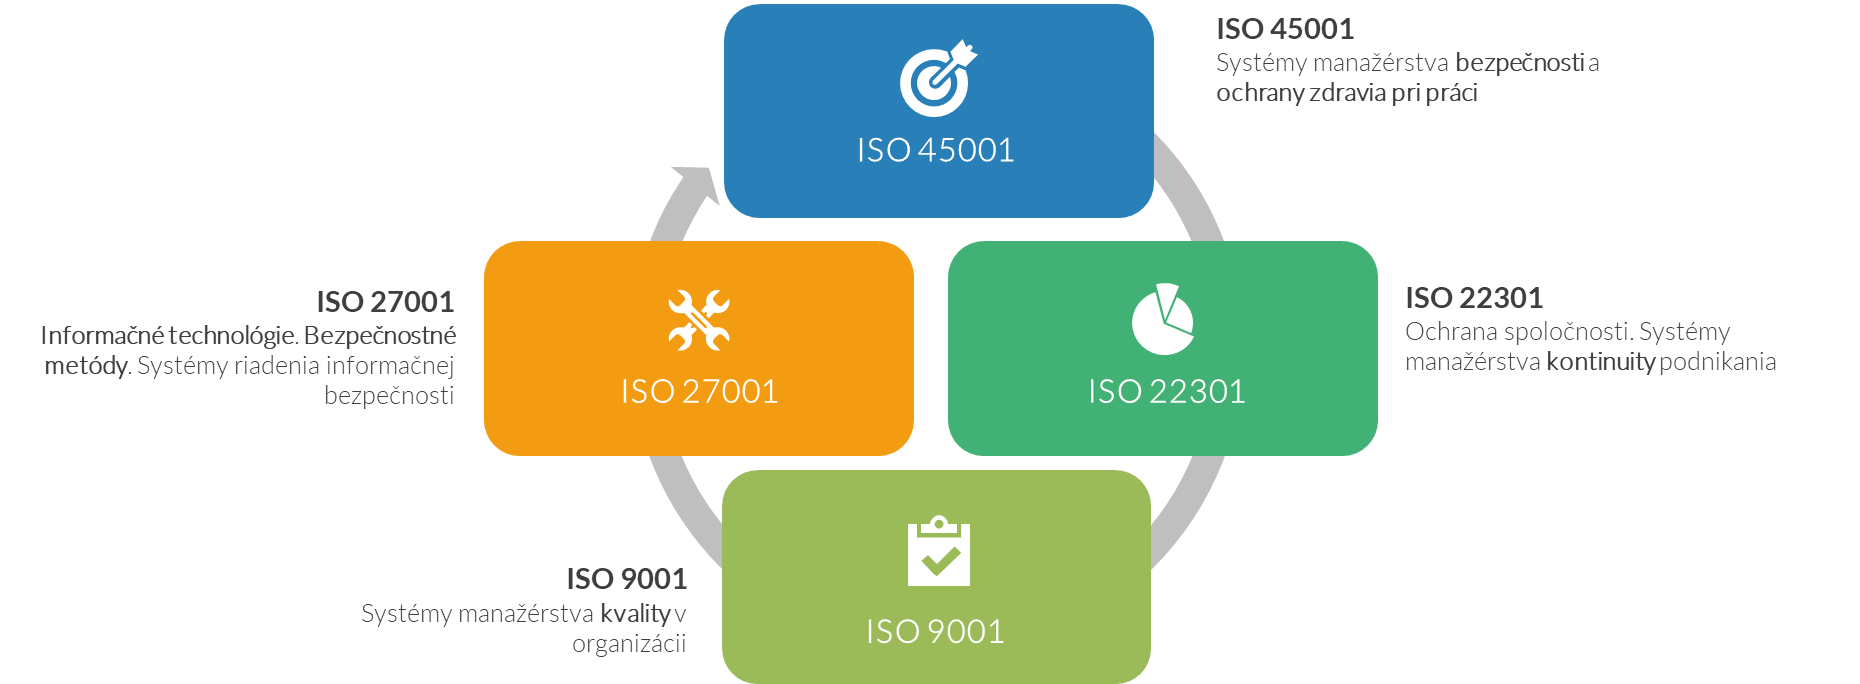 ISO 45001
ISO 45001
Systémy manažérstva bezpečnosti a
ochrany zdravia pri práci
ISO 27001
Informačné technológie. Bezpečnostné
metódy. Systémy riadenia informačnej
bezpečnosti
ISO 27001
ISO 22301
ISO 22301
Ochrana spoločnosti. Systémy
manažérstva kontinuity podnikania
ISO 9001
Systémy manažérstva kvality v
organizácii
ISO 9001